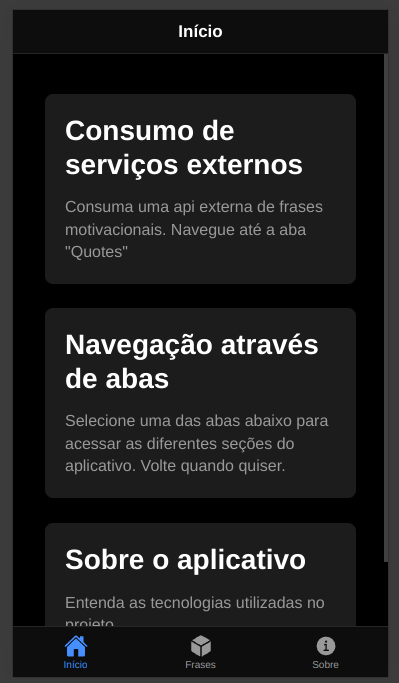 Início
Consumo de
serviços externos
Consuma uma api externa de frases
motivacionais. Navegue até a aba
"Quotes"
Navegação através
de abas
Selecione uma das abas abaixo para
acessar as diferentes seções do
aplicativo. Volte quando quiser.
Sobre o aplicativo
Entenda as tecnologias utilizadas no
projeto.
Início
Frases
Sobre